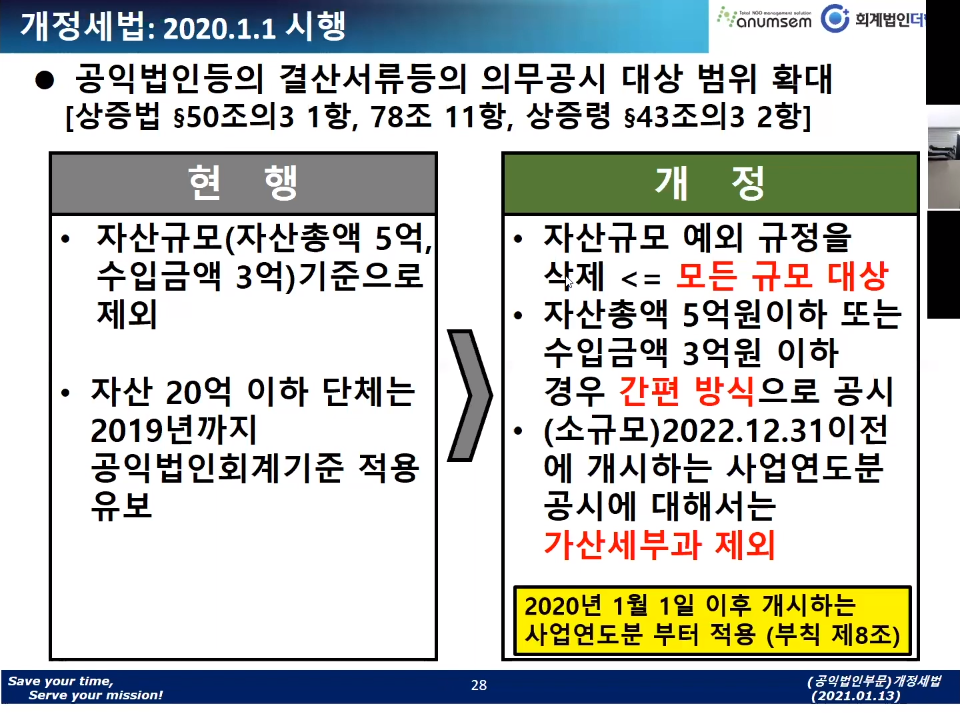 개정세법: 2020.1.1 시행
Total NGO management solution
anumsem
회계법인더
● 공익법인등의 결산서류등의 의무공시 대상 범위 확대
[상증법 §50조의3 1항, 78조 11항, 상증령 §43조의3 2항]
현 행
• 자산규모(자산총액 5억,
수입금액 3억)기준으로
제외
• 자산 20억 이하 단체는
2019년까지
공익법인회계기준 적용
유보
개 정
• 자산규모 예외 규정을
삭제 <= 모든 규모 대상
• 자산총액 5억원이하 또는
수입금액 3억원 이하
경우 간편 방식으로 공시
• (소규모)2022.12.31이전
에 개시하는 사업연도분
공시에 대해서는
가산세부과 제외
2020년 1월 1일 이후 개시하는
사업연도분 부터 적용 (부칙 제8조)
Save your time,
Serve your mission!
28
(공익법인부문)개정세법
(2021.01.13)